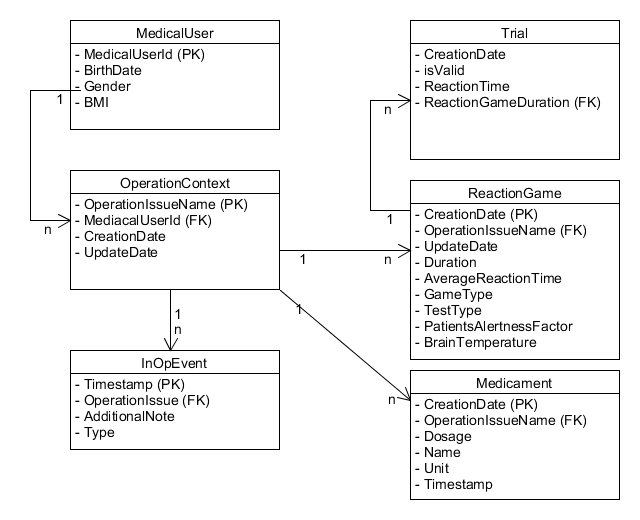 MedicalUser
- MedicalUserId (PK)
- BirthDate
- Gender
- BMI
1
n
OperationContext
- OperationIssueName (PK)
- MediacalUserId (FK)
- CreationDate
- UpdateDate
1
n
1
n
1
n
InOpEvent
- Timestamp (PK)
- OperationIssue (FK)
- AdditionalNote
- Type
Trial
- CreationDate
- isValid
- ReactionTime
- ReactionGameDuration (FK)
n
1
ReactionGame
- CreationDate (PK)
- OperationIssueName (FK)
- UpdateDate
- Duration
- AverageReactionTime
- GameType
- TestType
- PatientsAlertnessFactor
- BrainTemperature
Medicament
- CreationDate (PK)
- OperationIssueName (FK)
- Dosage
- Name
- Unit
- Timestamp